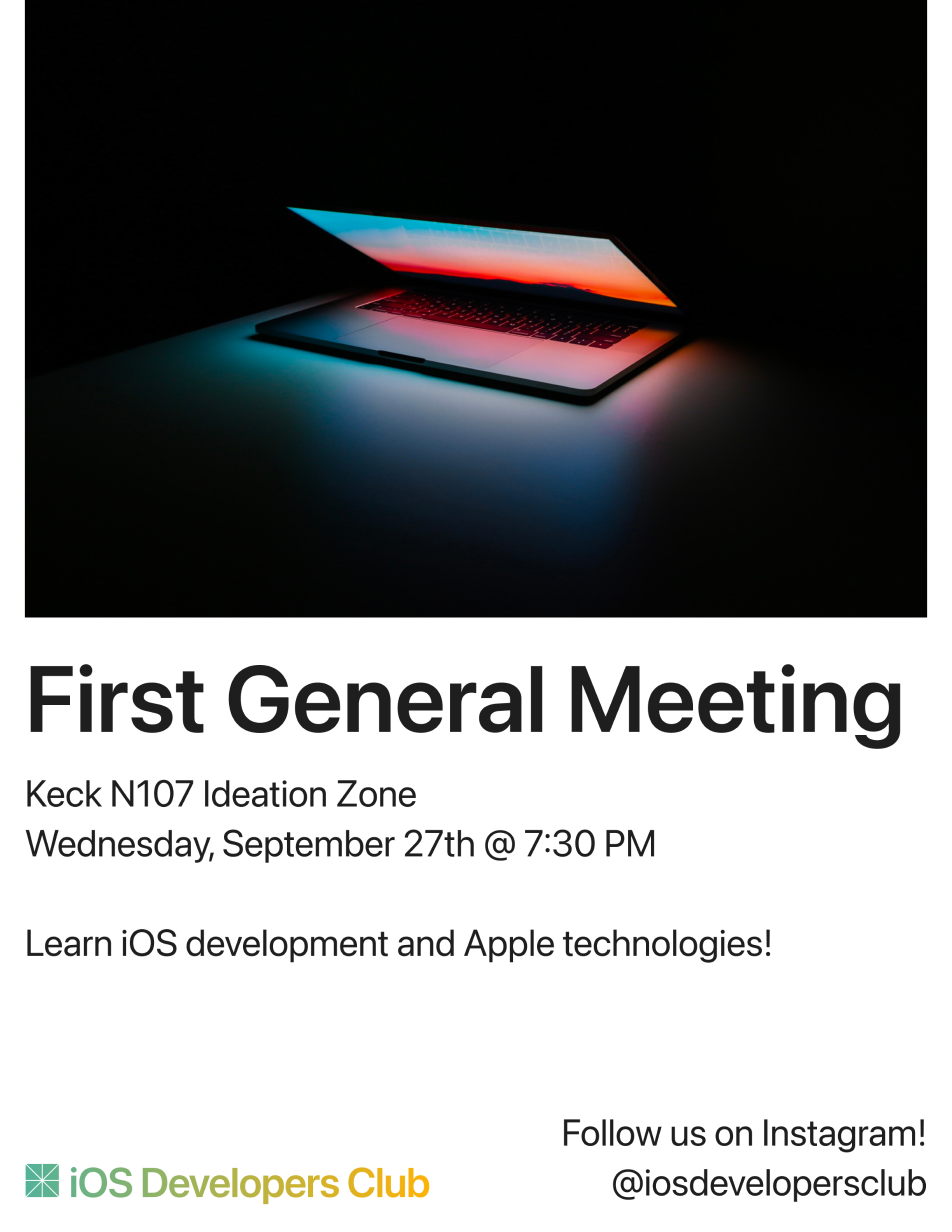 First General Meeting
Keck N107 Ideation Zone
Wednesday, September 27th @ 7:30 PM
Learn iOS development and Apple technologies!
Follow us on Instagram!
iOS Developers Club
@iosdevelopersclub